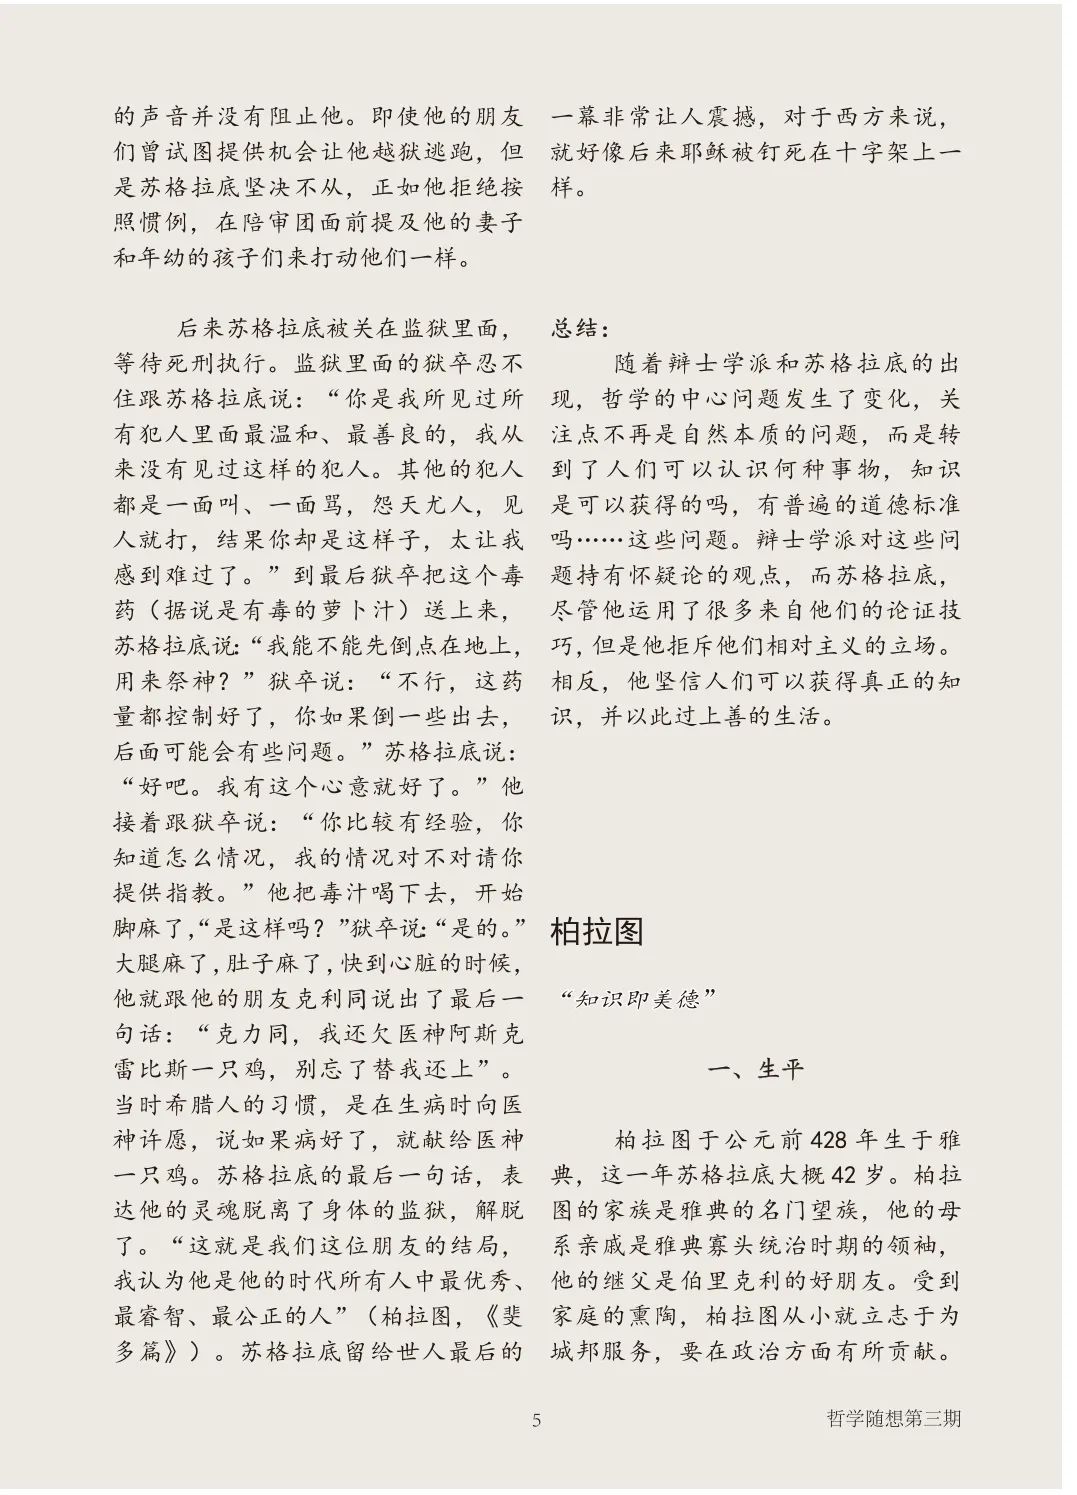 的声音并没有阻止他。即使他的朋友
们曾试图提供机会让他越狱逃跑，但
是苏格拉底坚决不从，正如他拒绝按
照惯例，在陪审团面前提及他的妻子
和年幼的孩子们来打动他们一样。
后来苏格拉底被关在监狱里面，
等待死刑执行。监狱里面的狱卒忍不
住跟苏格拉底说：“你是我所见过所
有犯人里面最温和、最善良的，我从
来没有见过这样的犯人。其他的犯人
都是一面叫、一面骂，怨天尤人，见
人就打，结果你却是这样子，太让我
感到难过了。”到最后狱卒把这个毒
药（据说是有毒的萝卜汁）送上来，
苏格拉底说：“我能不能先倒点在地上，
用来祭神？”狱卒说：“不行，这药
量都控制好了，你如果倒一些出去，
后面可能会有些问题。”苏格拉底说：
“好吧。我有这个心意就好了。”他
接着跟狱卒说：“你比较有经验，你
知道怎么情况，我的情况对不对请你
提供指教。”他把毒汁喝下去，开始
脚麻了，“是这样吗？”狱卒说：“是的。”
大腿麻了，肚子麻了，快到心脏的时候，
他就跟他的朋友克利同说出了最后一
句话：“克力同，我还欠医神阿斯克
雷比斯一只鸡，别忘了替我还上”。
当时希腊人的习惯，是在生病时向医
神许愿，说如果病好了，就献给医神
一只鸡。苏格拉底的最后一句话，表
达他的灵魂脱离了身体的监狱，解脱
了。“这就是我们这位朋友的结局，
我认为他是他的时代所有人中最优秀、
最睿智、最公正的人”（柏拉图，《斐
多篇》）。苏格拉底留给世人最后的
一幕非常让人震撼，对于西方来说，
就好像后来耶稣被钉死在十字架上一
样。
总结：
随着辩士学派和苏格拉底的出
现，哲学的中心问题发生了变化，关
注点不再是自然本质的问题，而是转
到了人们可以认识何种事物，知识
是可以获得的吗，有普遍的道德标准
吗……这些问题。辩士学派对这些问
题持有怀疑论的观点，而苏格拉底，
尽管他运用了很多来自他们的论证技
巧，但是他拒斥他们相对主义的立场。
相反，他坚信人们可以获得真正的知
识，并以此过上善的生活。
柏拉图
“知识即美德”
一、生平
柏拉图于公元前 428 年生于雅
典，这一年苏格拉底大概 42 岁。柏拉
图的家族是雅典的名门望族，他的母
系亲戚是雅典寡头统治时期的领袖，
他的继父是伯里克利的好朋友。受到
家庭的熏陶，柏拉图从小就立志于为
城邦服务，要在政治方面有所贡献。
5
哲学随想第三期